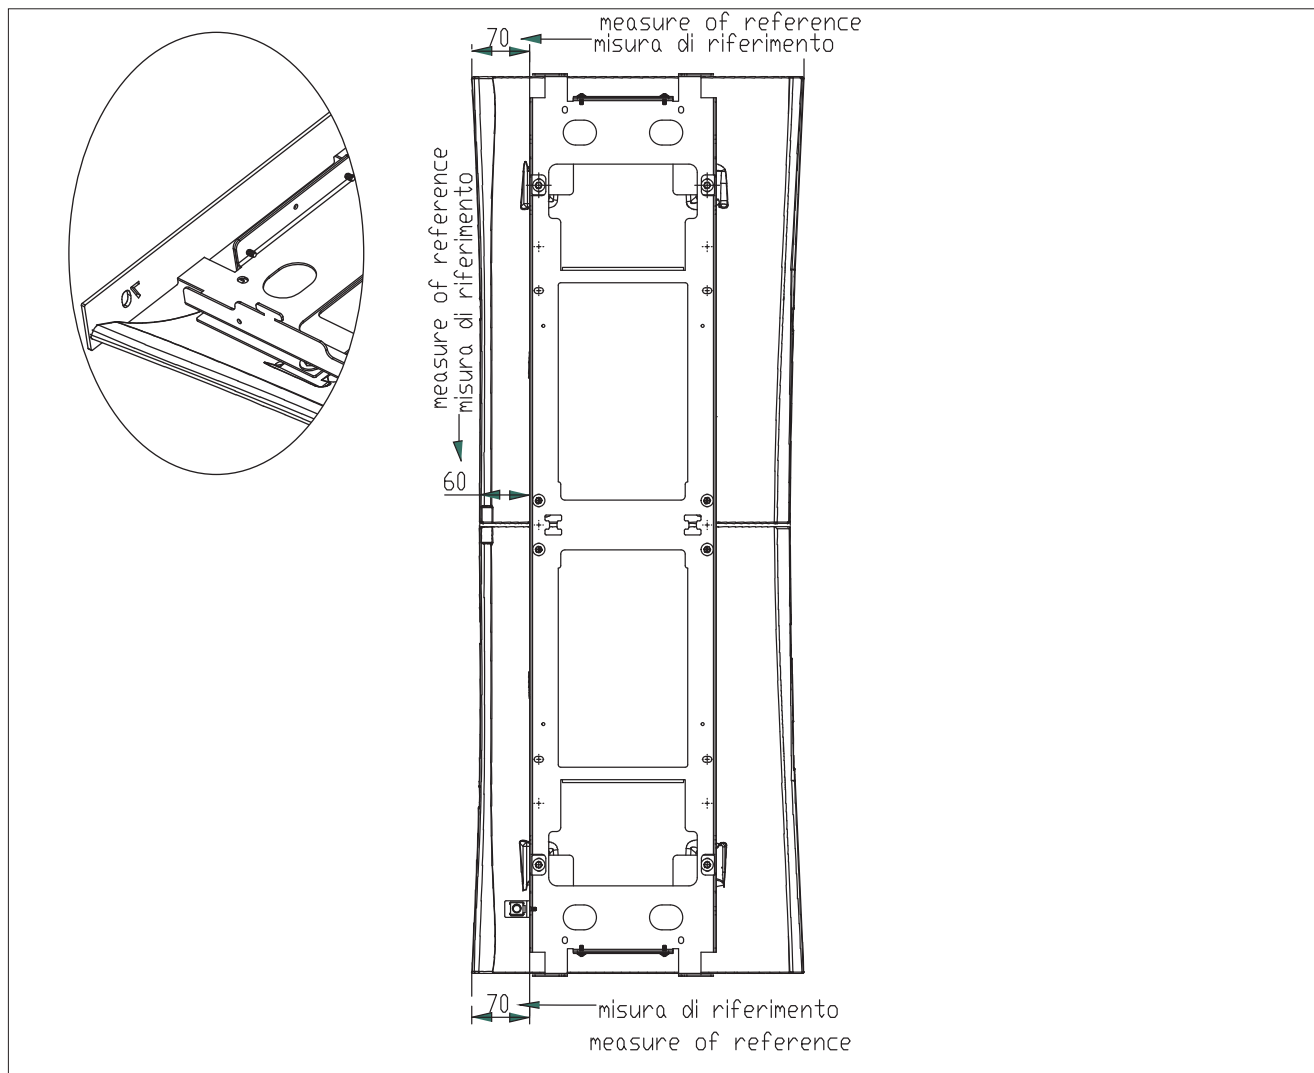 measure of reference
70
misura di riferimento
measure of reference
misura di riferimento
60
70
misura di riferimento
measure of reference